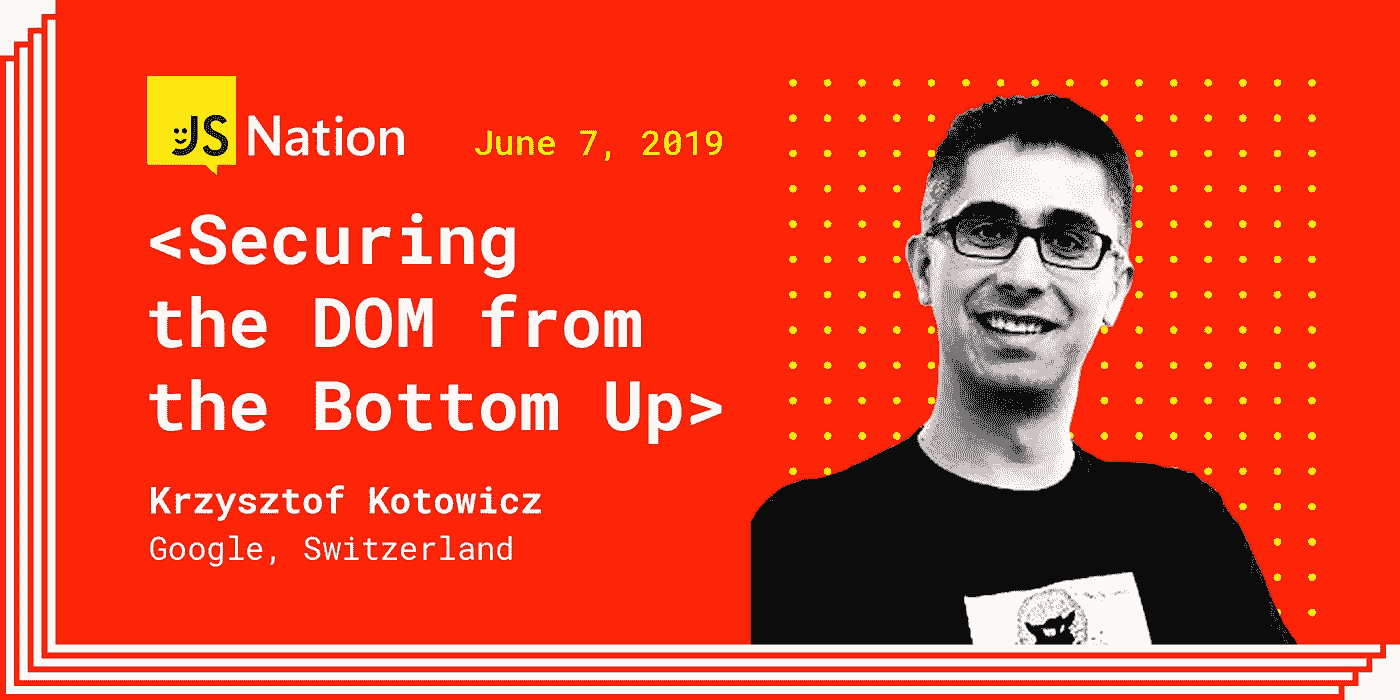 JS Nation
June 7, 2019
<Securing
the DOM from
the Bottom Up>
Krzysztof Kotowicz
Google, Switzerland